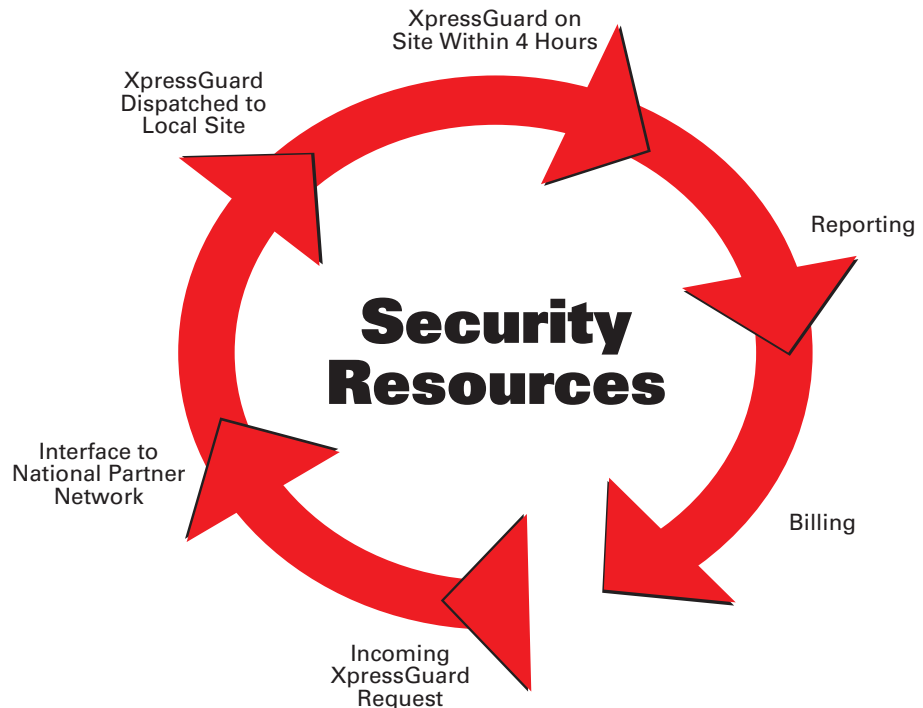 XpressGuard on
Site Within 4 Hours
XpressGuard
Dispatched to
Local Site
Reporting
Security
Resources
Interface to
National Partner
Network
Billing
Incoming
XpressGuard
Request